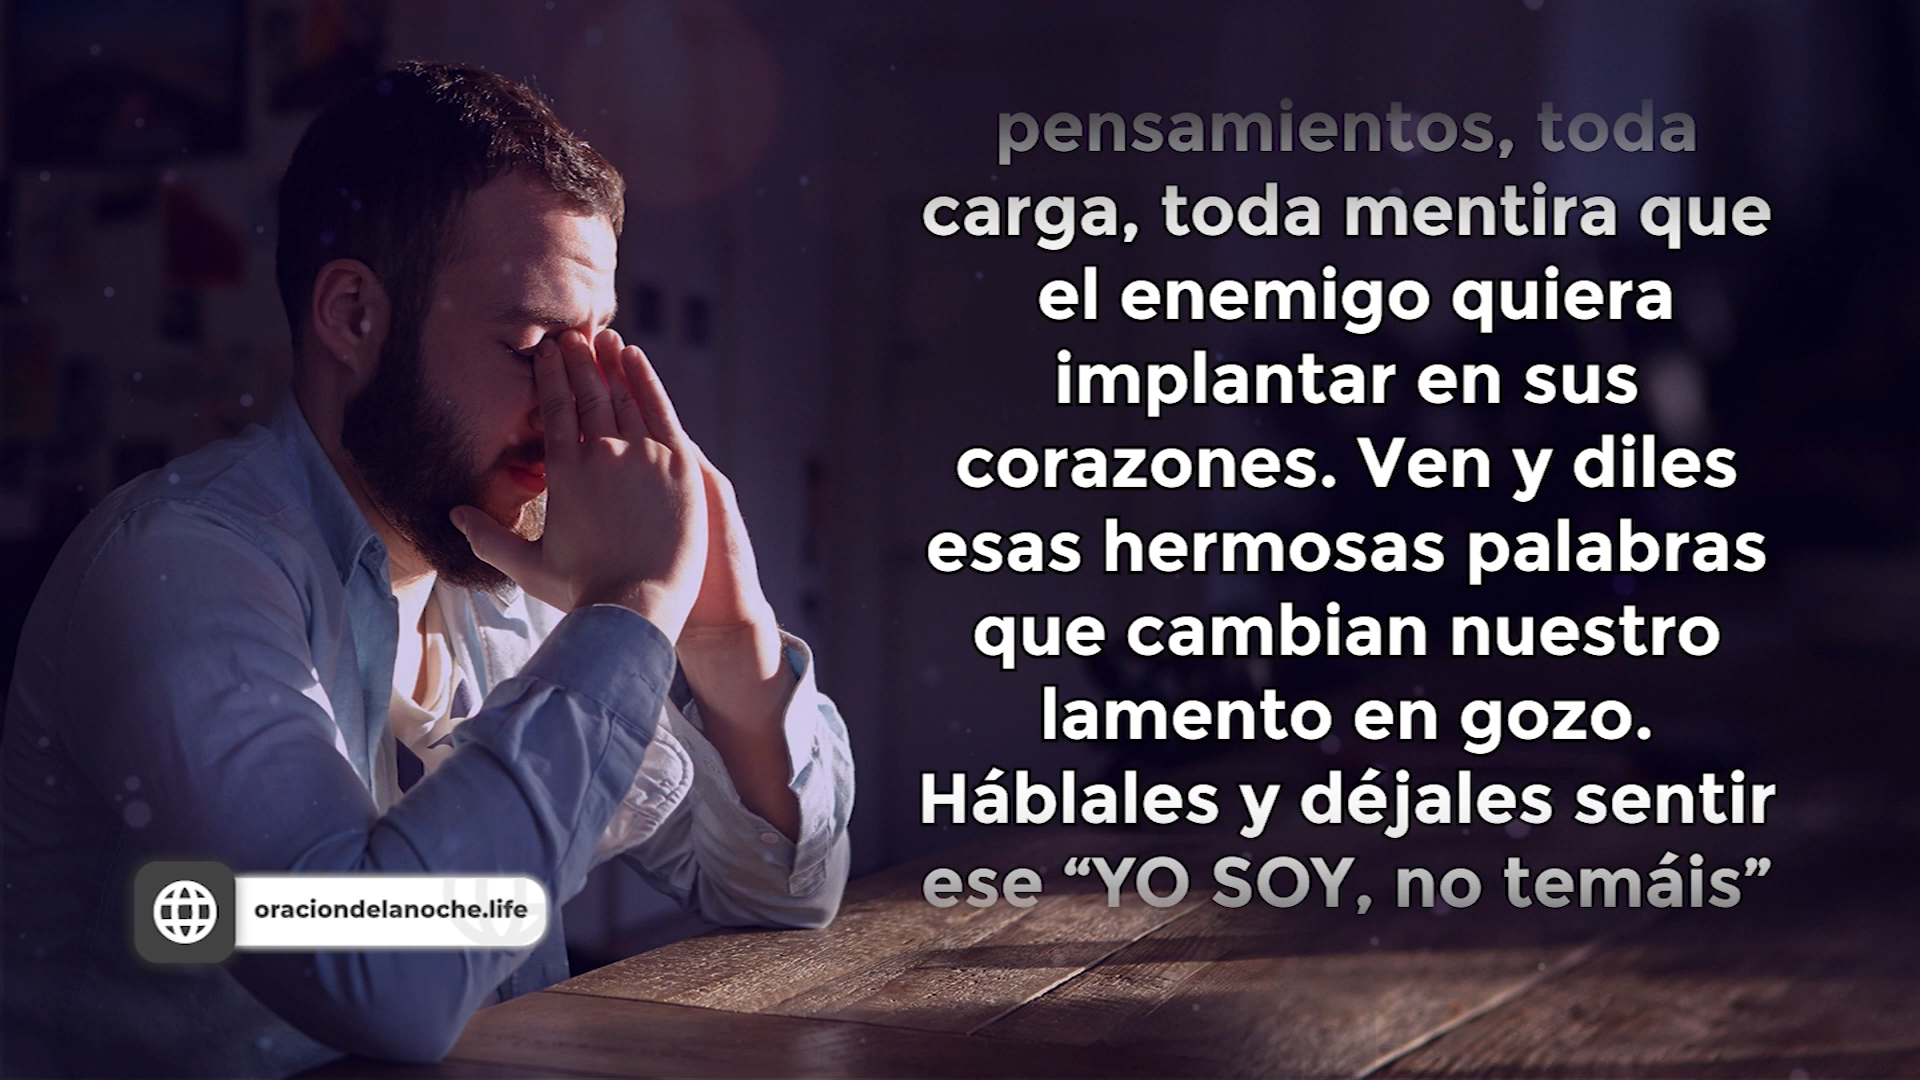 pensamientos, toda
carga, toda mentira que
el enemigo quiera
implantar en sus
corazones. Ven y diles
esas hermosas palabras
que cambian nuestro
lamento en gozo.
Háblales y déjales sentir
ese “YO SOY, no temáis”
oraciondelanoche.life